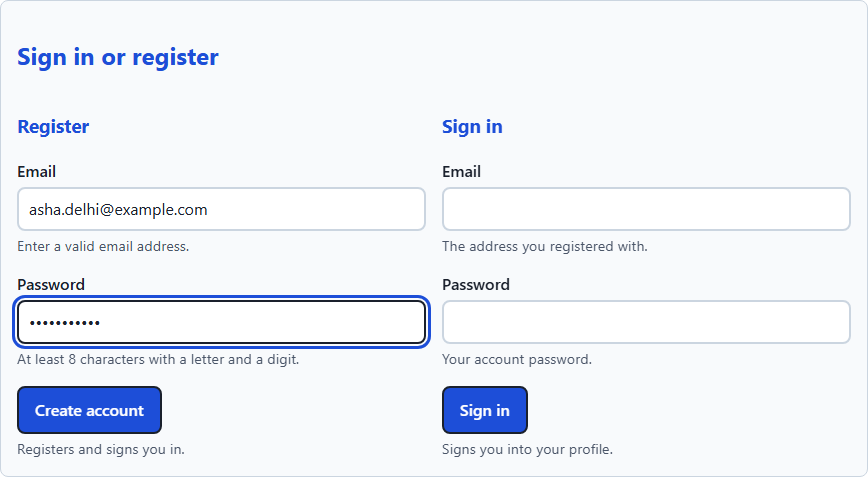 Sign in or register
Register
Email
asha.delhi@example.com
Enter a valid email address.
Password
•••••••••••
At least 8 characters with a letter and a digit.
Create account
Registers and signs you in.
Sign in
Email
The address you registered with.
Password
Your account password.
Sign in
Signs you into your profile.